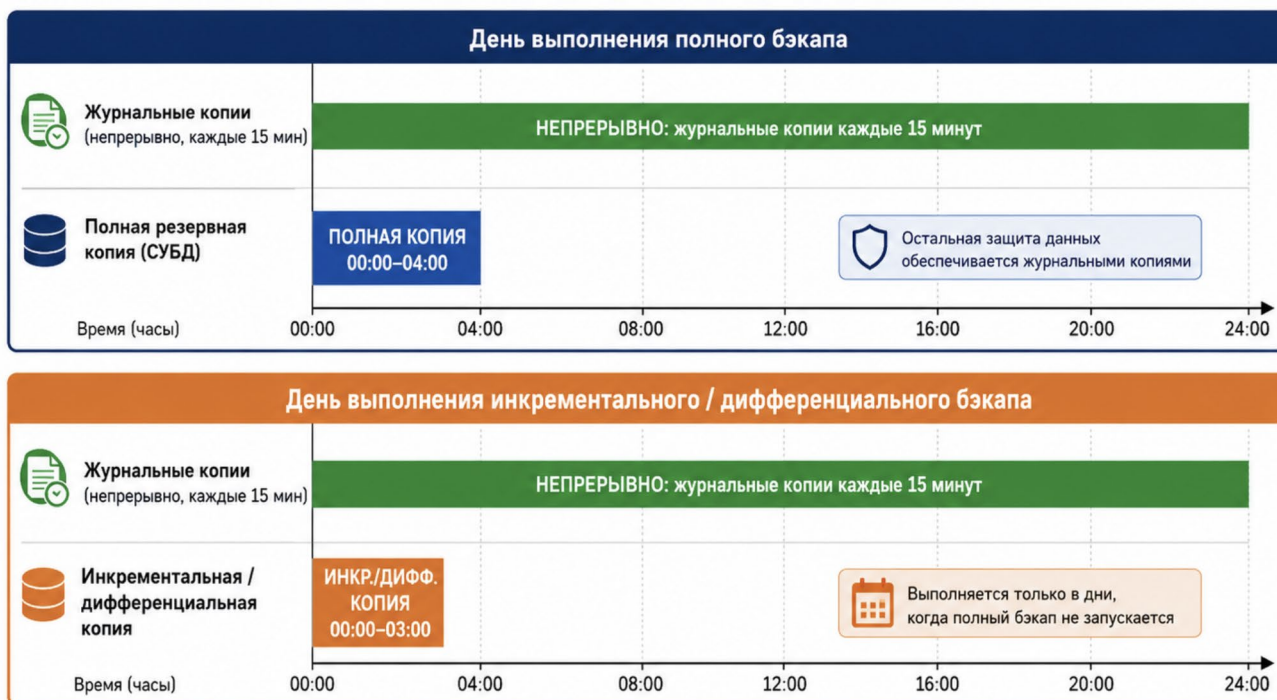 День выполнения полного бэкапа
Журнальные копии
(непрерывно, каждые 15 мин)
НЕПРЕРЫВНО: журнальные копии каждые 15 минут
Полная резервная
копия (СУБД)
ПОЛНАЯ КОПИЯ
00:00–04:00
Остальная защита данных
обеспечивается журнальными копиями
Время (часы)
00:00
04:00
08:00
12:00
16:00
20:00
24:00
День выполнения инкрементального / дифференциального бэкапа
Журнальные копии
(непрерывно, каждые 15 мин)
НЕПРЕРЫВНО: журнальные копии каждые 15 минут
Инкрементальная /
дифференциальная
копия
ИНКР./ДИФФ.
КОПИЯ
00:00–03:00
Выполняется только в дни,
когда полный бэкап не запускается
Время (часы)
00:00
04:00
08:00
12:00
16:00
20:00
24:00